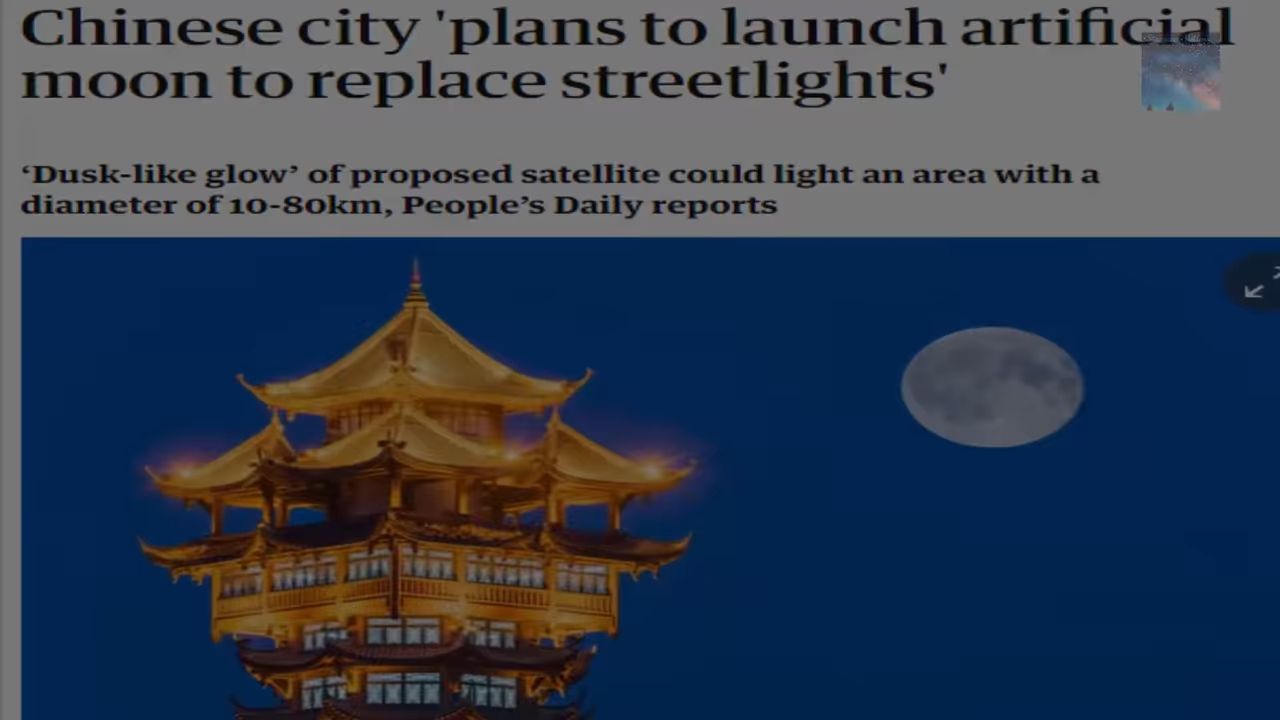 Chinese city 'plans to launch artificial
moon to replace streetlights'
‘Dusk-like glow’ of proposed satellite could light an area with a
diameter of 10-80km, People’s Daily reports